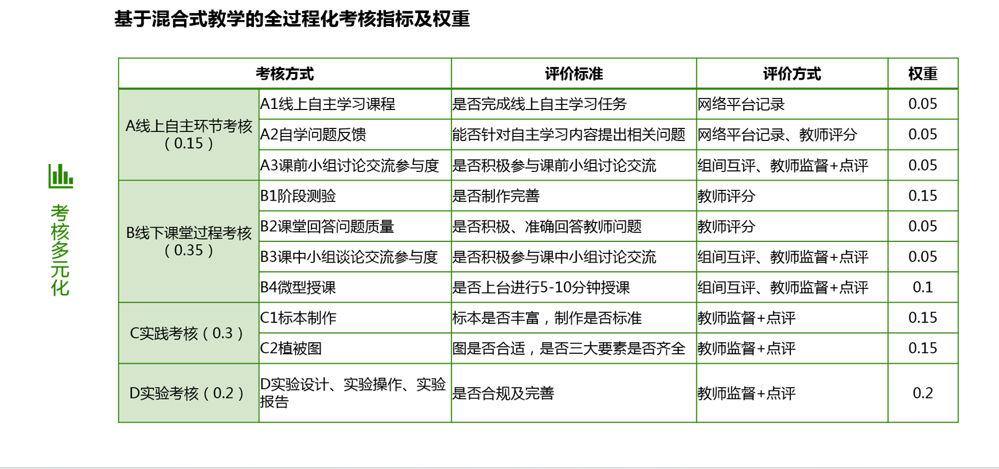 基于混合式教学的全过程化考核指标及权重
考核多元化
考核方式 评价标准 评价方式 权重
A线上自主环节考核
（0.15）
A1线上自主学习课程 是否完成线上自主学习任务 网络平台记录 0.05
A2自学问题反馈 能否针对自主学习内容提出相关问题 网络平台记录、教师评分 0.05
A3课前小组讨论交流参与度 是否积极参与课前小组讨论交流 组间互评、教师监督+点评 0.05
B线下课堂过程考核
（0.35）
B1阶段测验 是否制作完善 教师评分 0.15
B2课堂回答问题质量 是否积极、准确回答教师问题 教师评分 0.05
B3课中小组谈论交流参与度 是否积极参与课中小组讨论交流 组间互评、教师监督+点评 0.05
B4微型授课 是否上台进行5-10分钟授课 组间互评、教师监督+点评 0.1
C实践考核（0.3）
C1标本制作 标本是否丰富，制作是否标准 教师监督+点评 0.15
C2植被图 图是否合适，是否三大要素是否齐全 教师监督+点评 0.15
D实验考核（0.2）
D实验设计、实验操作、实验
报告
是否合规及完善 教师监督+点评 0.2